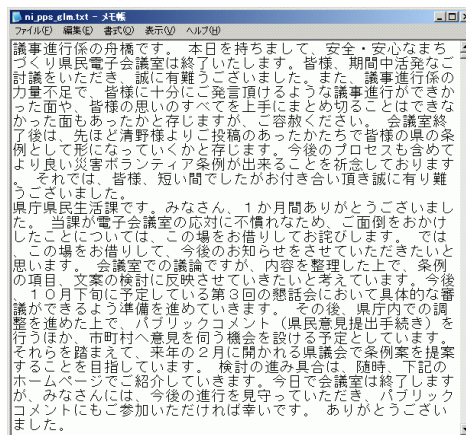 ni_pps_glm.txt - メモ帳
ファイル(F) 編集(E) 書式(O) 表示(V) ヘルプ(H)
議事進行係の舟橋です。 本日を持ちまして、安全・安心なまち
づくり県民電子会議室は終了いたします。皆様、期間中活発なご
討議をいただき、誠に有難うございました。また、議事進行係の
力量不足で、皆様に十分にご発言頂けるような議事進行ができか
った面や、皆様の思いのすべてを上手にまとめ切ることはできな
かった面もあったかと存じますが、ご容赦ください。 会議室終
了後は、先ほど清野様よりご投稿のあったかたちで皆様の県の条
例として形になっていくかと存じます。今後のプロセスも含めて
より良い災害ボランティア条例が出来ることを祈念しております
。 それでは、皆様、短い間でしたがお付き合い頂き誠に有り難
うございました。
県庁県民生活課です。みなさん、1か月間ありがとうございまし
た。 当課が電子会議室の応対に不慣れなため、ご面倒をおかけ
したことについては、この場をお借りしてお詫びします。 では
、この場をお借りして、今後のお知らせをさせていただきたいと
思います。 会議室での議論ですが、内容を整理した上で、条例
の項目、文案の検討に反映させていきたいと考えています。今後
、10月下旬に予定している第3回の懇話会において具体的な審
議ができるよう準備を進めていきます。 その後、県庁内での調
整を進めた上で、パブリックコメント（県民意見提出手続き）を
行うほか、市町村へ意見を伺う機会を設ける予定としています。
それらを踏まえて、来年の2月に開かれる県議会で条例案を提案
することを目指しています。 検討の進み具合は、随時、下記の
ホームページでご紹介していきます。今日で会議室は終了します
が、みなさんには、今後の進行を見守っていただき、パブリック
コメントにもご参加いただければ幸いです。 ありがとうござい
ました。